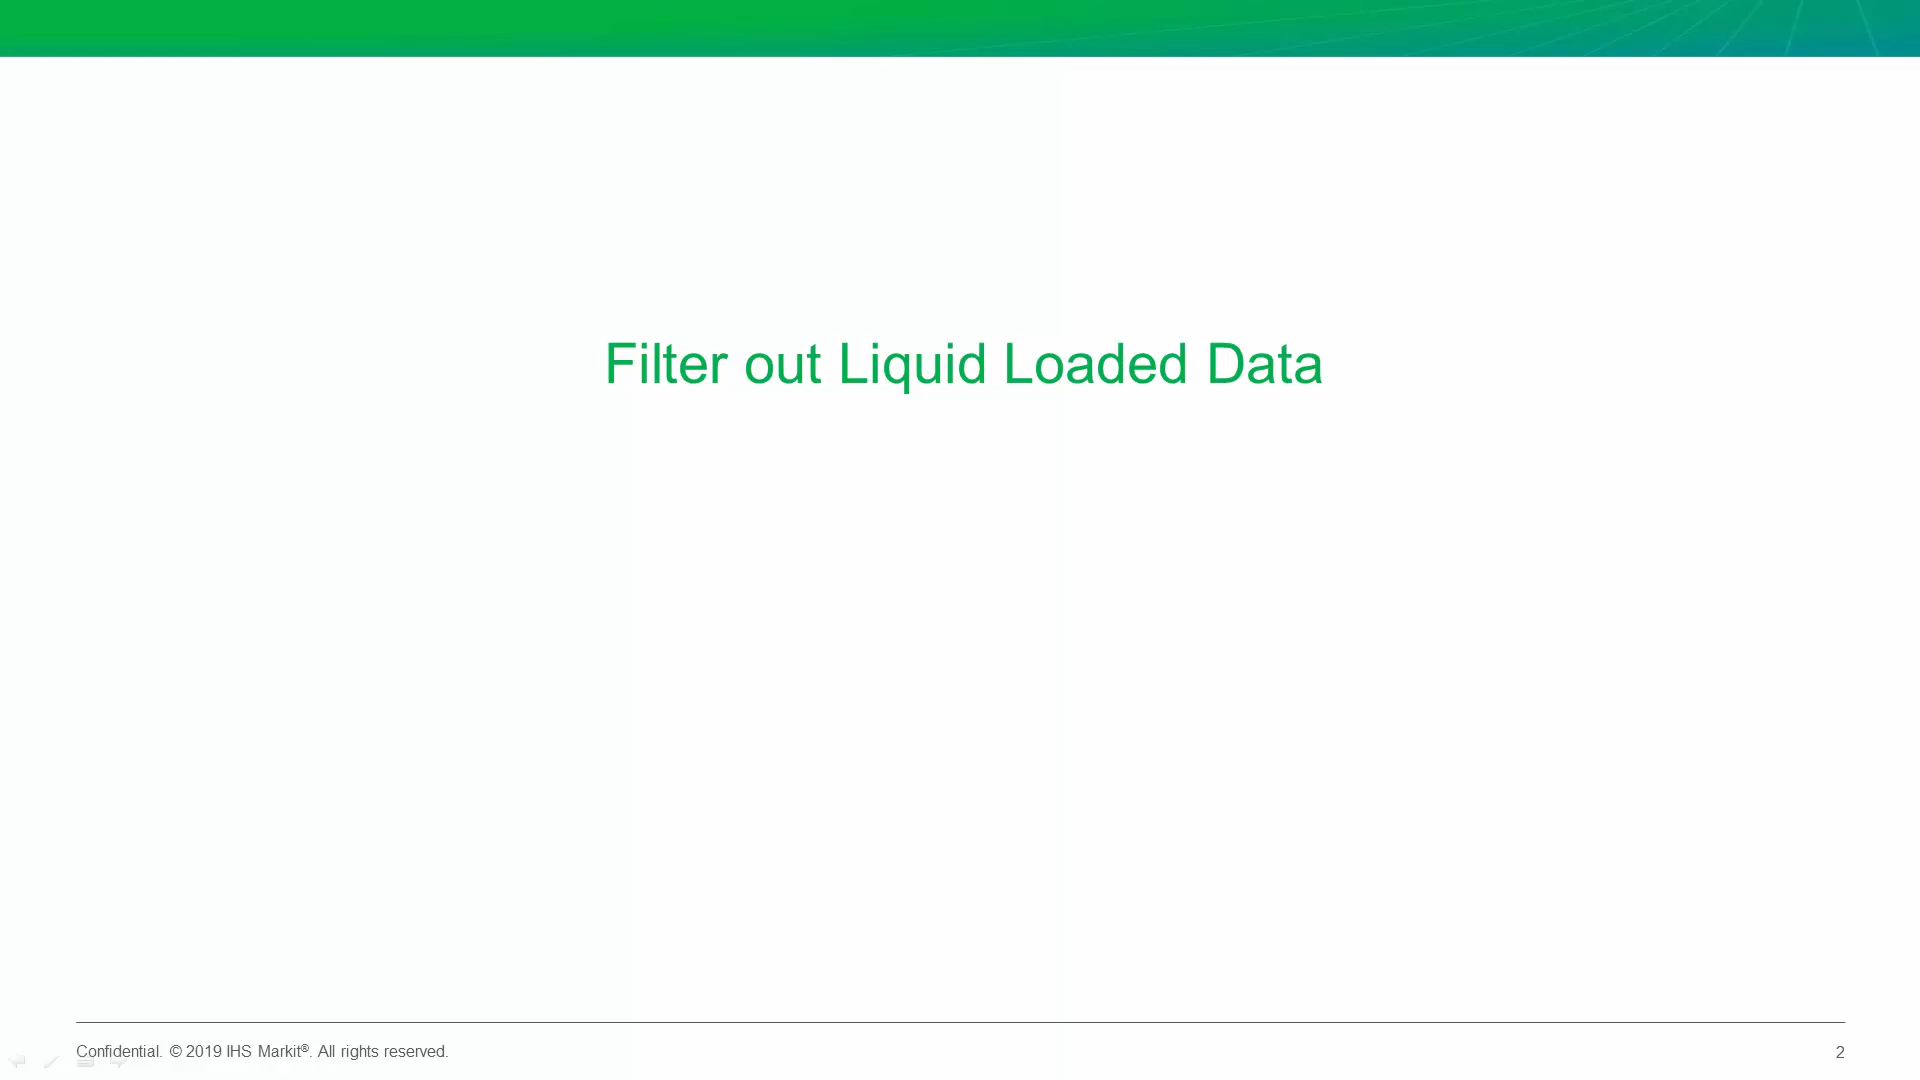 Filter out Liquid Loaded Data
Confidential. © 2019 IHS Markit®. All rights reserved.
2